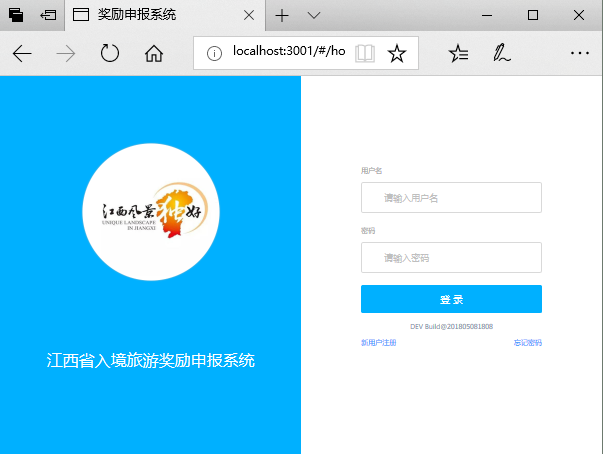 奖励申报系统
localhost:3001/#/ho
江西风景独好
UNIQUE LANDSCAPE
IN JIANGXI
江西省入境旅游奖励申报系统
用户名
请输入用户名
密码
请输入密码
登 录
DEV Build@201805081808
新用户注册
忘记密码